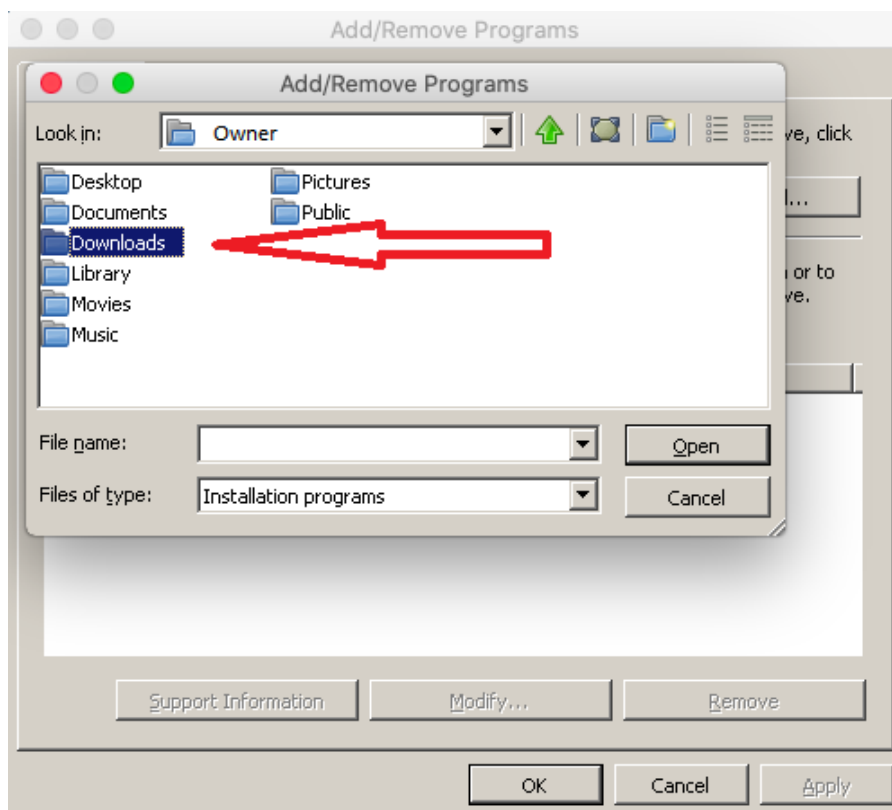 Add/Remove Programs
Add/Remove Programs
Look in: Owner
ve, click
Desktop Pictures
Documents Public
Downloads
Library
Movies
Music
or to
ve.
File name: Open
Files of type: Installation programs Cancel
Support Information Modify... Remove
OK Cancel Apply